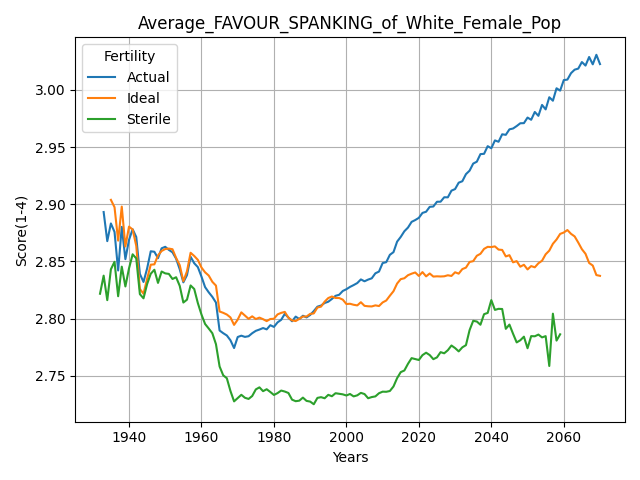 Average_FAVOUR_SPANKING_of_White_Female_Pop
Fertility
Actual
Ideal
Sterile
Score(1-4)
3.00
2.95
2.90
2.85
2.80
2.75
1940 1960 1980 2000 2020 2040 2060
Years